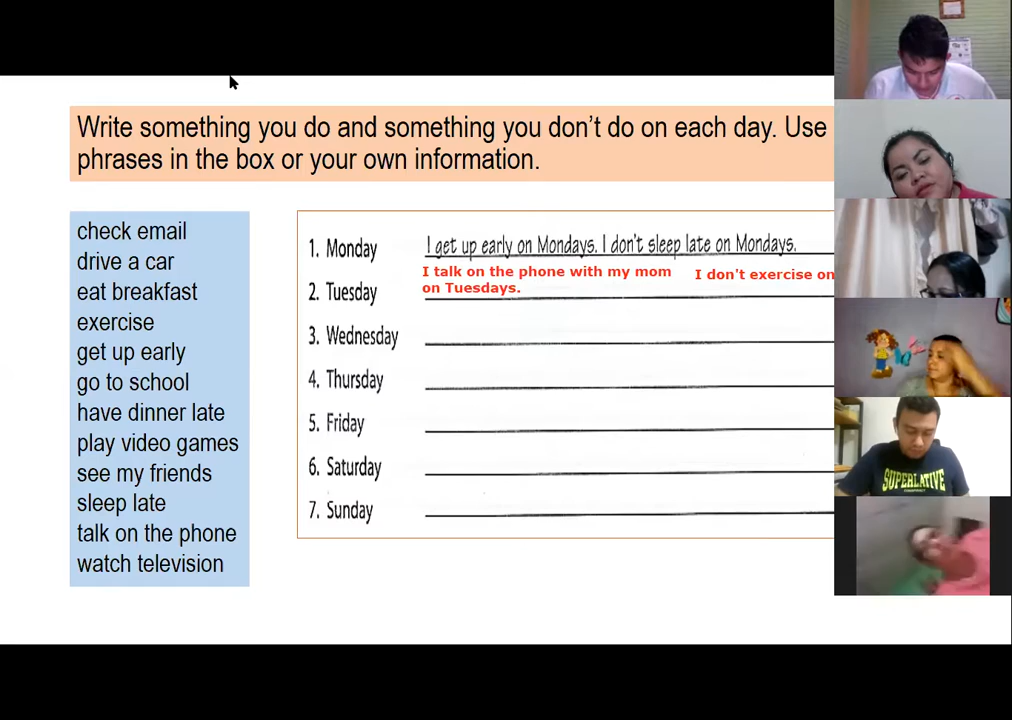 Write something you do and something you don't do on each day. Use
phrases in the box or your own information.
check email
drive a car
eat breakfast
exercise
get up early
go to school
have dinner late
play video games
see my friends
sleep late
talk on the phone
watch television
1. Monday I get up early on Mondays. I don't sleep late on Mondays.
I talk on the phone with my mom I don't exercise on
on Tuesdays.
2. Tuesday
3. Wednesday
4. Thursday
5. Friday
6. Saturday
7. Sunday
SUPERLATIVE